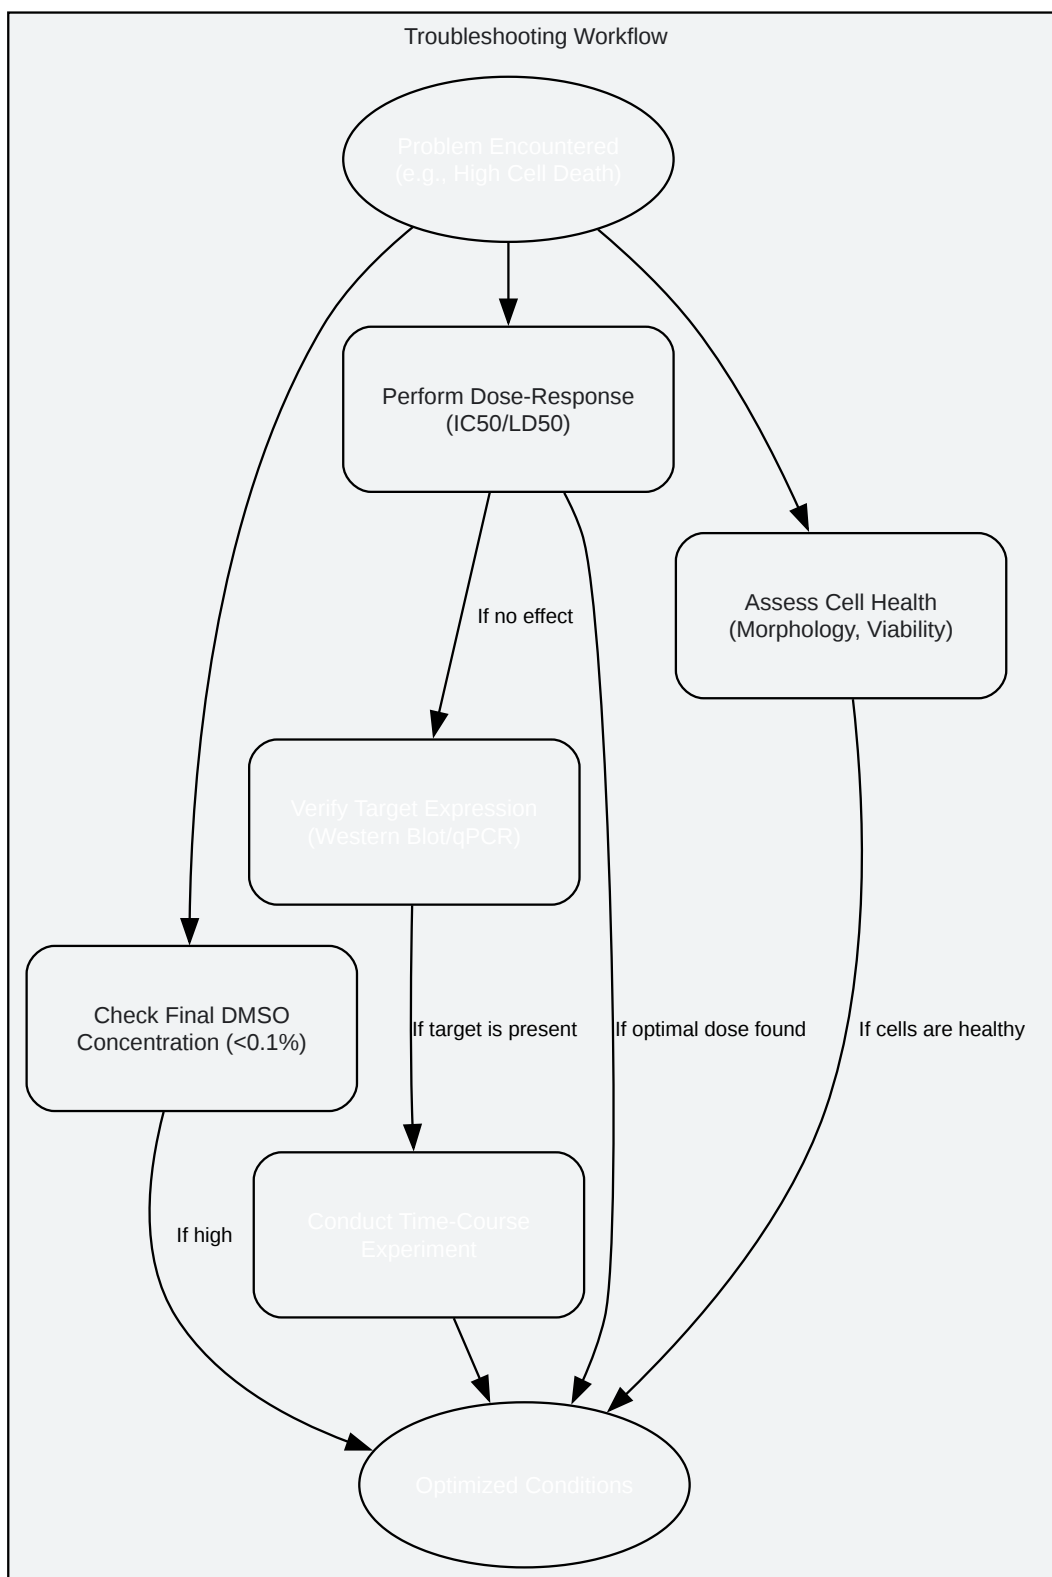 Troubleshooting Workflow
Problem Encountered
(e.g., High Cell Death)
Perform Dose-Response
(IC50/LD50)
If no effect
Assess Cell Health
(Morphology, Viability)
Verify Target Expression
(Western Blot/qPCR)
Check Final DMSO
Concentration (<0.1%)
If target is present
If optimal dose found
If cells are healthy
If high
Conduct Time-Course
Experiment
Optimized Conditions